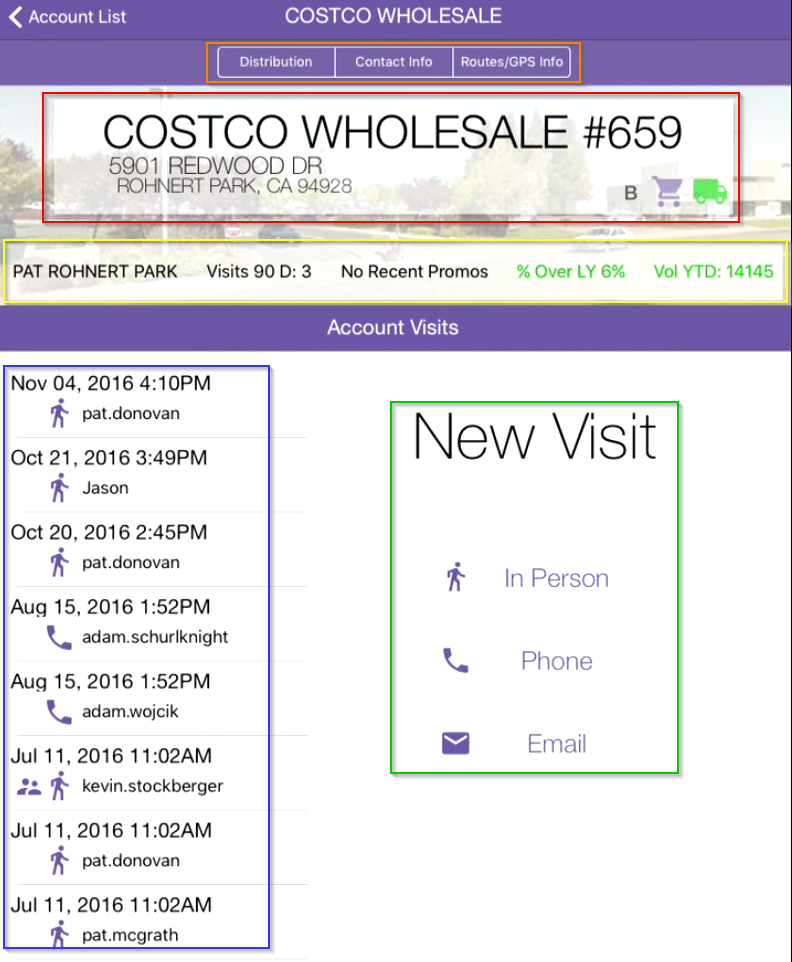 Account List
COSTCO WHOLESALE
Distribution Contact Info Routes/GPS Info
COSTCO WHOLESALE #659
5901 REDWOOD DR
ROHNERT PARK, CA 94928
B
PAT ROHNERT PARK Visits 90 D: 3 No Recent Promos % Over LY 6% Vol YTD: 14145
Account Visits
Nov 04, 2016 4:10PM
pat.donovan
Oct 21, 2016 3:49PM
Jason
Oct 20, 2016 2:45PM
pat.donovan
Aug 15, 2016 1:52PM
adam.schurlknight
Aug 15, 2016 1:52PM
adam.wojcik
Jul 11, 2016 11:02AM
kevin.stockberger
Jul 11, 2016 11:02AM
pat.donovan
Jul 11, 2016 11:02AM
pat.mcgrath
New Visit
In Person
Phone
Email